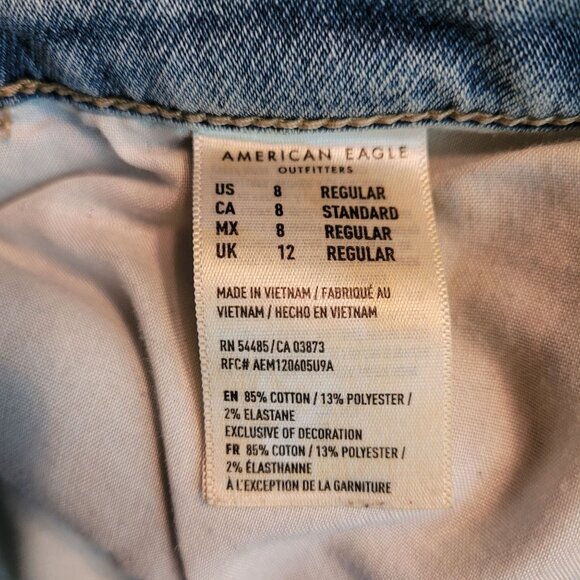 AMERICAN EAGLE
OUTFITTERS
US 8 REGULAR
CA 8 STANDARD
MX 8 REGULAR
UK 12 REGULAR
MADE IN VIETNAM / FABRIQUÉ AU
VIETNAM / HECHO EN VIETNAM
RN 54485 / CA 03873
RFC# AEM120605U9A
EN 85% COTTON / 13% POLYESTER /
2% ELASTANE
EXCLUSIVE OF DECORATION
FR 85% COTON / 13% POLYESTER /
2% ÉLASTHANNE
À L'EXCEPTION DE LA GARNITURE